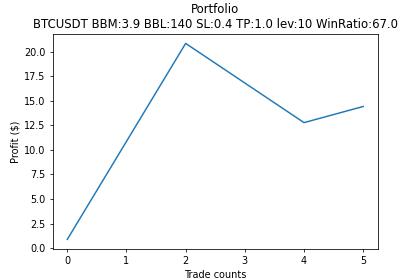 Portfolio
BTCUSDT BBM:3.9 BBL:140 SL:0.4 TP:1.0 lev:10 WinRatio:67.0
20.0
17.5
15.0
12.5
10.0
7.5
5.0
2.5
0.0
Profit ($)
0 1 2 3 4 5
Trade counts